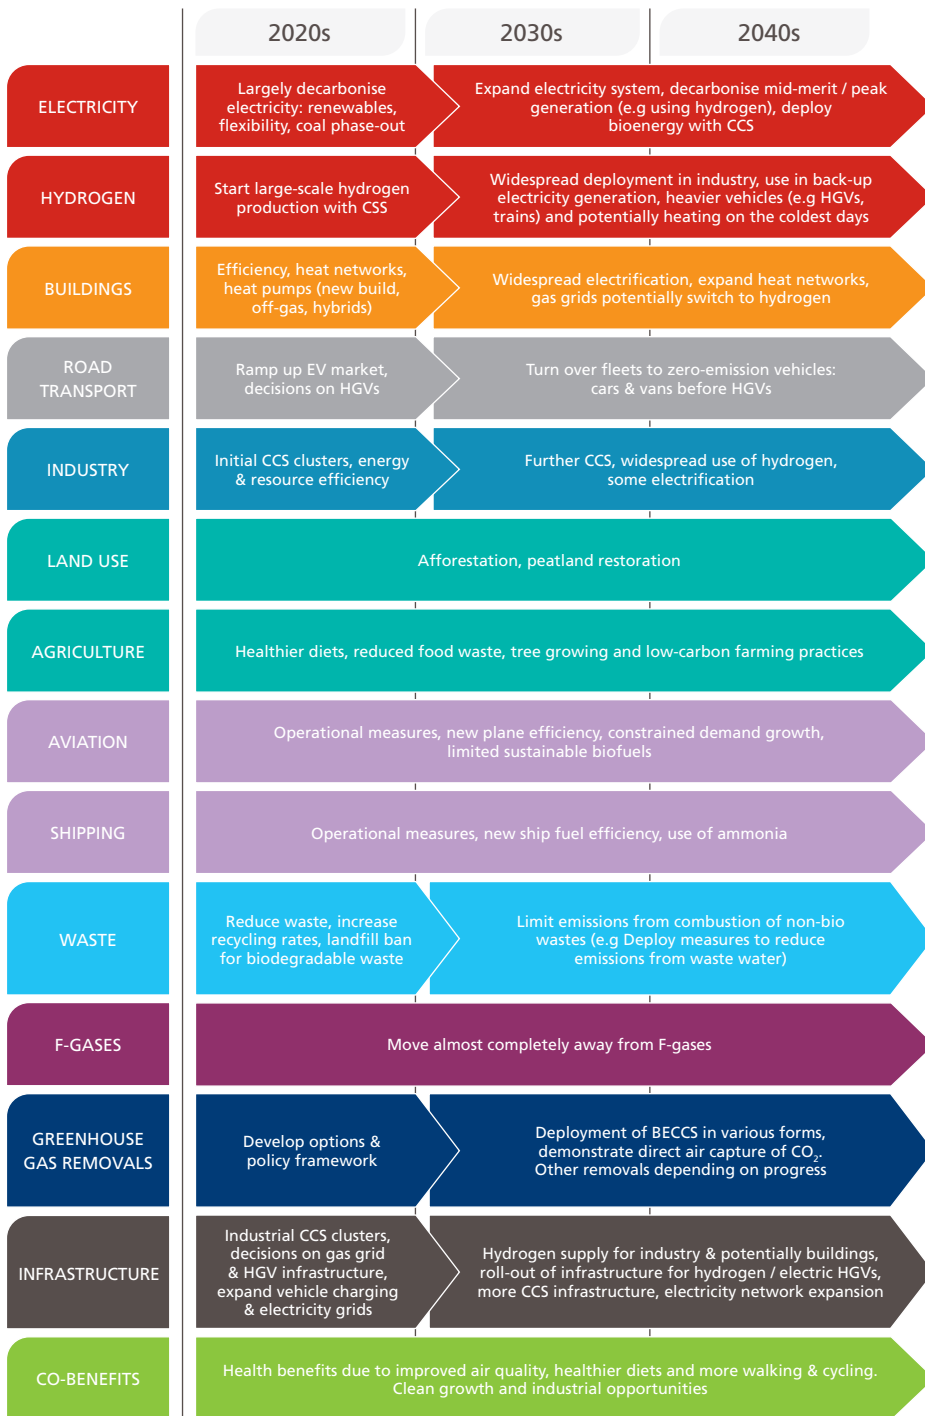 2020s
2030s
2040s
ELECTRICITY
Largely decarbonise
electricity: renewables,
flexibility, coal phase-out
Expand electricity system, decarbonise mid-merit / peak
generation (e.g using hydrogen), deploy
bioenergy with CCS
HYDROGEN
Start large-scale hydrogen
production with CSS
Widespread deployment in industry, use in back-up
electricity generation, heavier vehicles (e.g HGVs,
trains) and potentially heating on the coldest days
BUILDINGS
Efficiency, heat networks,
heat pumps (new build,
off-gas, hybrids)
Widespread electrification, expand heat networks,
gas grids potentially switch to hydrogen
ROAD
TRANSPORT
Ramp up EV market,
decisions on HGVs
Turn over fleets to zero-emission vehicles:
cars & vans before HGVs
INDUSTRY
Initial CCS clusters, energy
& resource efficiency
Further CCS, widespread use of hydrogen,
some electrification
LAND USE
Afforestation, peatland restoration
AGRICULTURE
Healthier diets, reduced food waste, tree growing and low-carbon farming practices
AVIATION
Operational measures, new plane efficiency, constrained demand growth,
limited sustainable biofuels
SHIPPING
Operational measures, new ship fuel efficiency, use of ammonia
WASTE
Reduce waste, increase
recycling rates, landfill ban
for biodegradable waste
Limit emissions from combustion of non-bio
wastes (e.g Deploy measures to reduce
emissions from waste water)
F-GASES
Move almost completely away from F-gases
GREENHOUSE
GAS REMOVALS
Develop options &
policy framework
Deployment of BECCS in various forms,
demonstrate direct air capture of CO₂.
Other removals depending on progress
INFRASTRUCTURE
Industrial CCS clusters,
decisions on gas grid
& HGV infrastructure,
expand vehicle charging
& electricity grids
Hydrogen supply for industry & potentially buildings,
roll-out of infrastructure for hydrogen / electric HGVs,
more CCS infrastructure, electricity network expansion
CO-BENEFITS
Health benefits due to improved air quality, healthier diets and more walking & cycling.
Clean growth and industrial opportunities